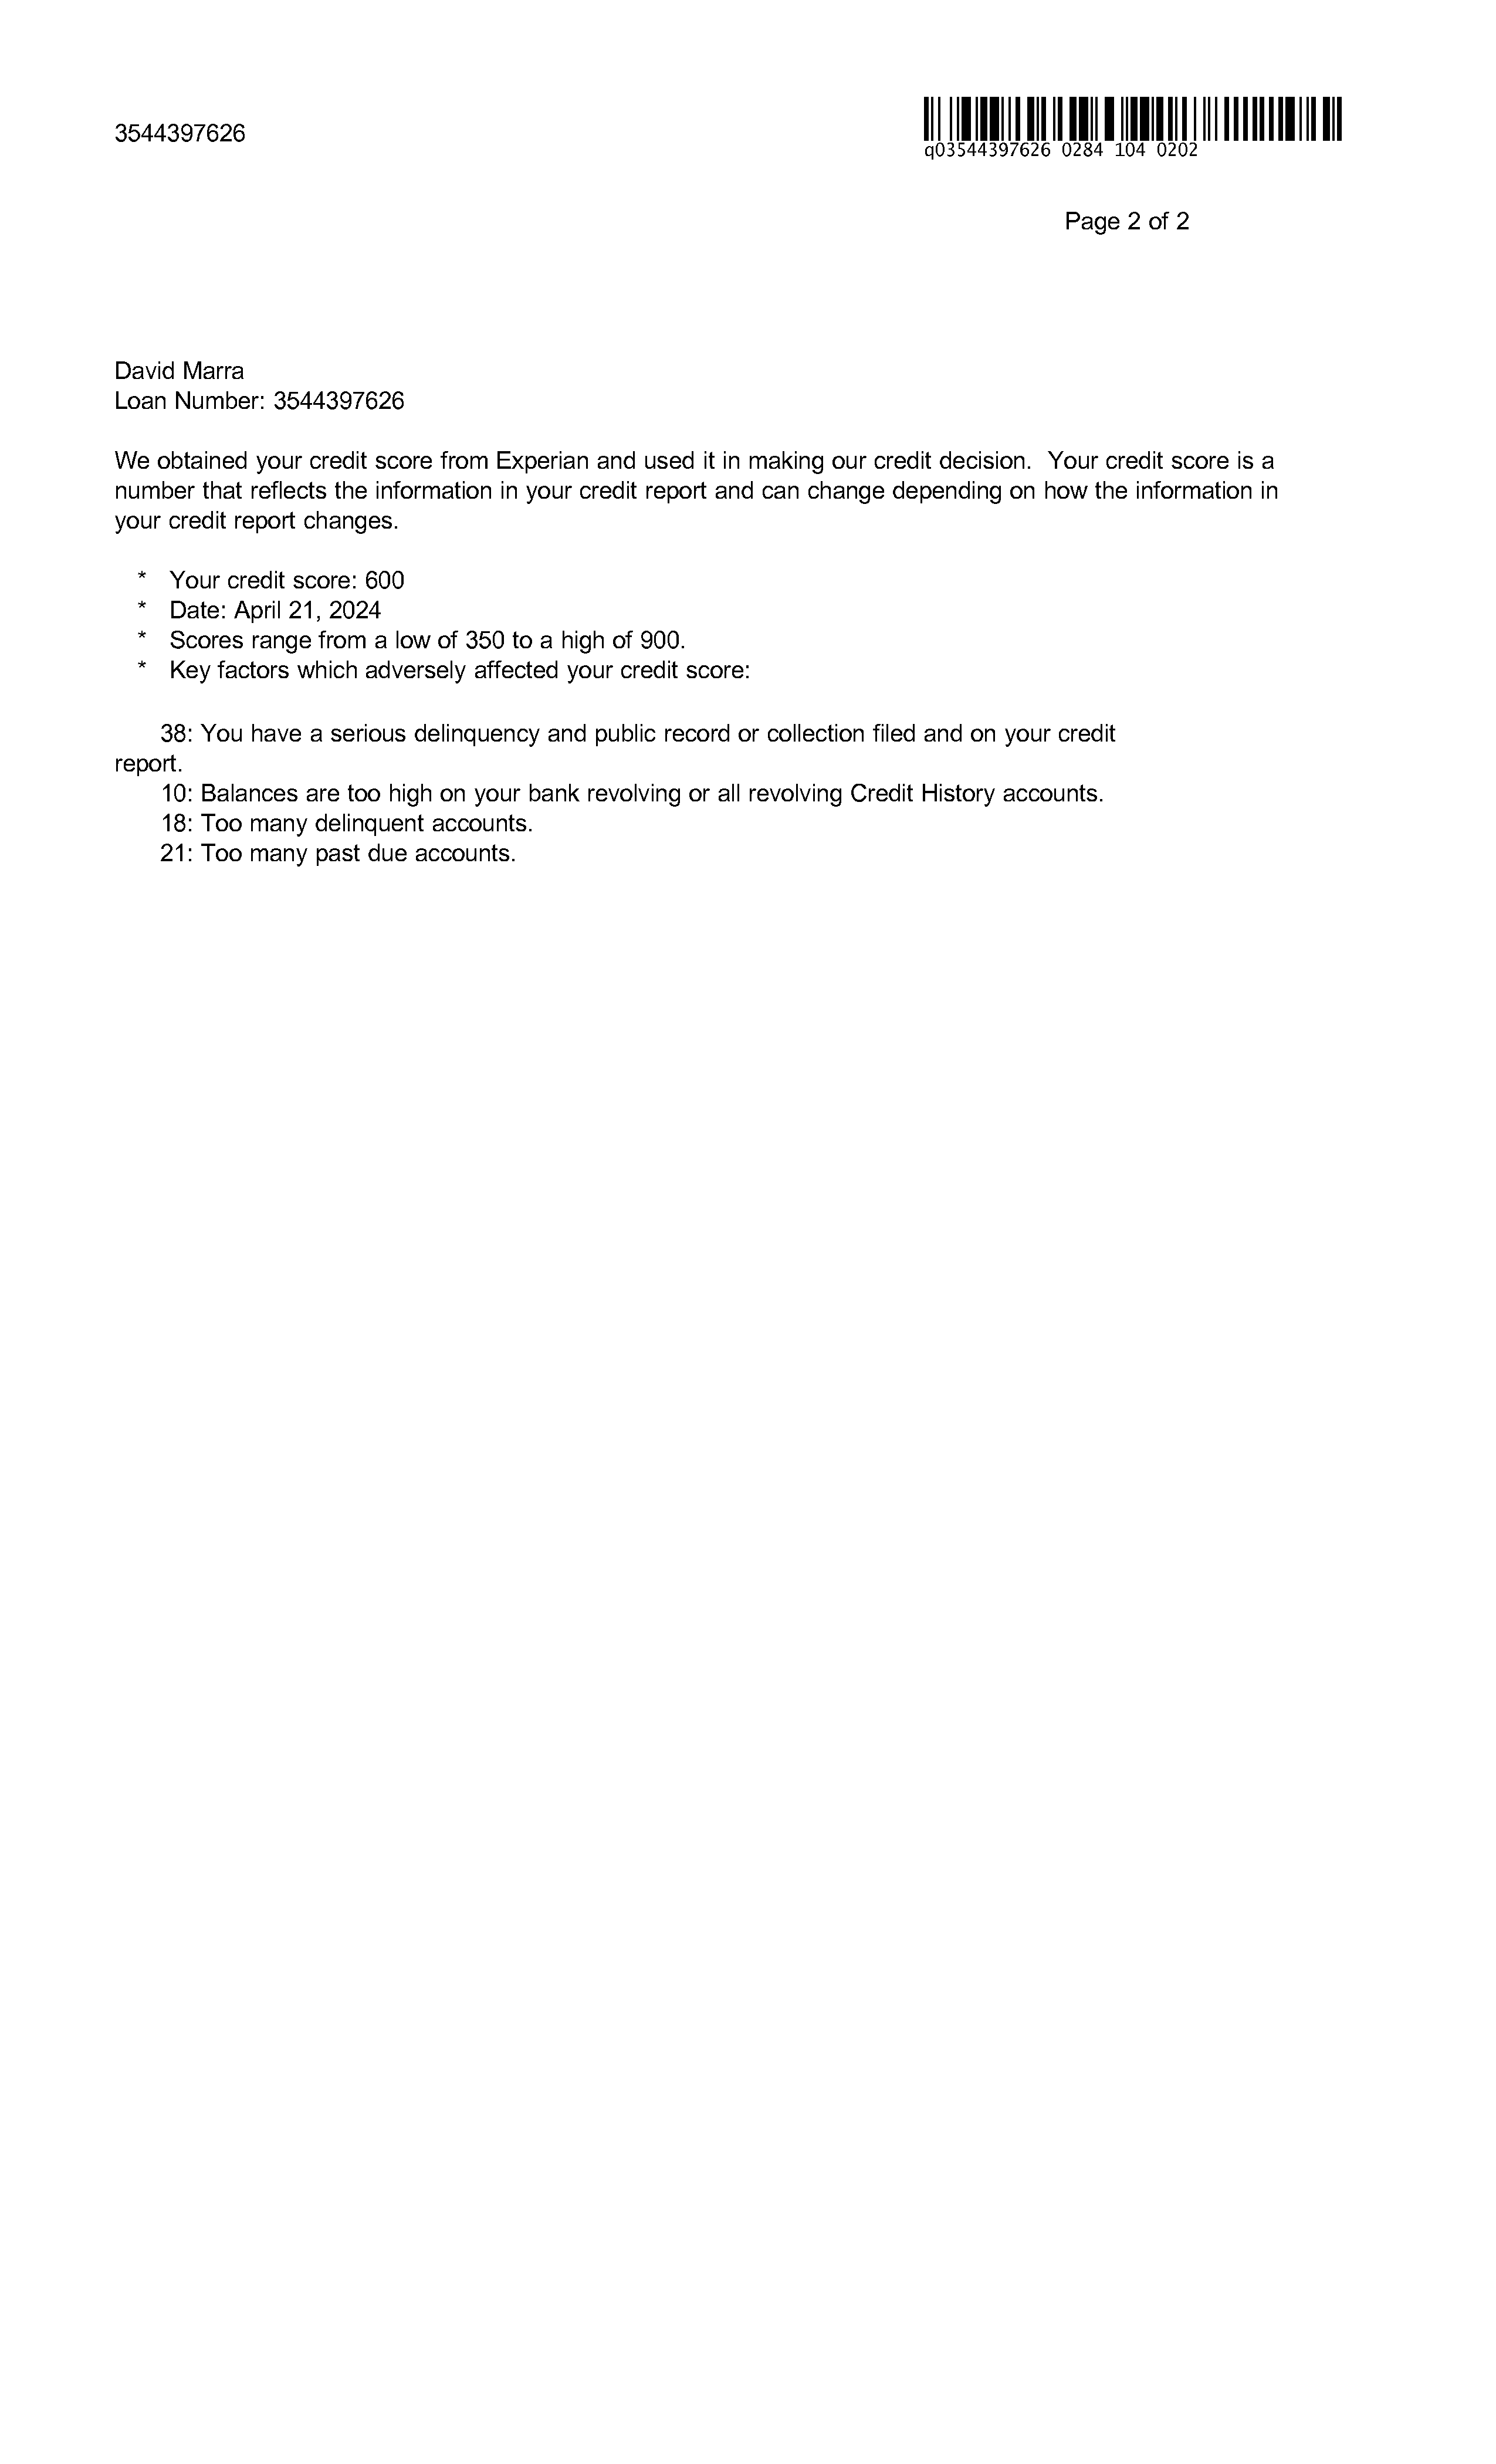 3544397626
q03544397626 0284 104 0202
Page 2 of 2
David Marra
Loan Number: 3544397626
We obtained your credit score from Experian and used it in making our credit decision.  Your credit score is a
number that reflects the information in your credit report and can change depending on how the information in
your credit report changes.
* Your credit score: 600
* Date: April 21, 2024
* Scores range from a low of 350 to a high of 900.
* Key factors which adversely affected your credit score:
38: You have a serious delinquency and public record or collection filed and on your credit
report.
10: Balances are too high on your bank revolving or all revolving Credit History accounts.
18: Too many delinquent accounts.
21: Too many past due accounts.